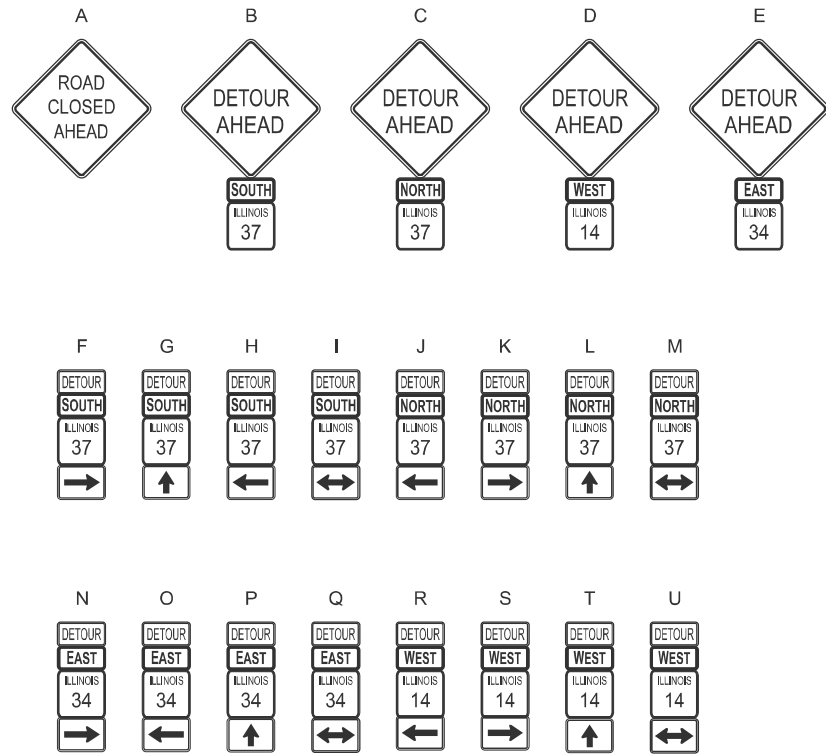 A B C D E
ROAD
CLOSED
AHEAD
DETOUR
AHEAD
SOUTH
ILLINOIS
37
DETOUR
AHEAD
NORTH
ILLINOIS
37
DETOUR
AHEAD
WEST
ILLINOIS
14
DETOUR
AHEAD
EAST
ILLINOIS
34
F G H I J K L M
DETOUR DETOUR DETOUR DETOUR DETOUR DETOUR DETOUR DETOUR
SOUTH SOUTH SOUTH SOUTH NORTH NORTH NORTH NORTH
ILLINOIS ILLINOIS ILLINOIS ILLINOIS ILLINOIS ILLINOIS ILLINOIS ILLINOIS
37 37 37 37 37 37 37 37
N O P Q R S T U
DETOUR DETOUR DETOUR DETOUR DETOUR DETOUR DETOUR DETOUR
EAST EAST EAST EAST WEST WEST WEST WEST
ILLINOIS ILLINOIS ILLINOIS ILLINOIS ILLINOIS ILLINOIS ILLINOIS ILLINOIS
34 34 34 34 14 14 14 14